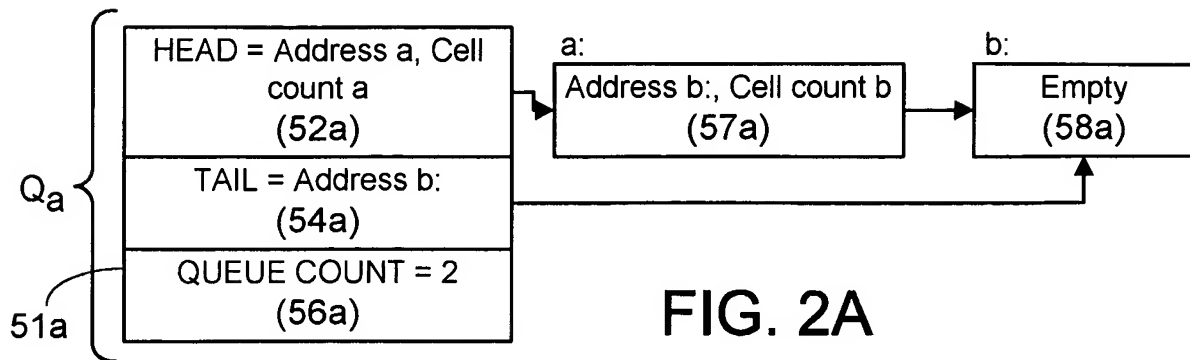 HEAD = Address a, Cell
count a
(52a)
a:
Address b:, Cell count b
(57a)
b:
Empty
(58a)
Qa
TAIL = Address b:
(54a)
QUEUE COUNT = 2
(56a)
51a
FIG. 2A